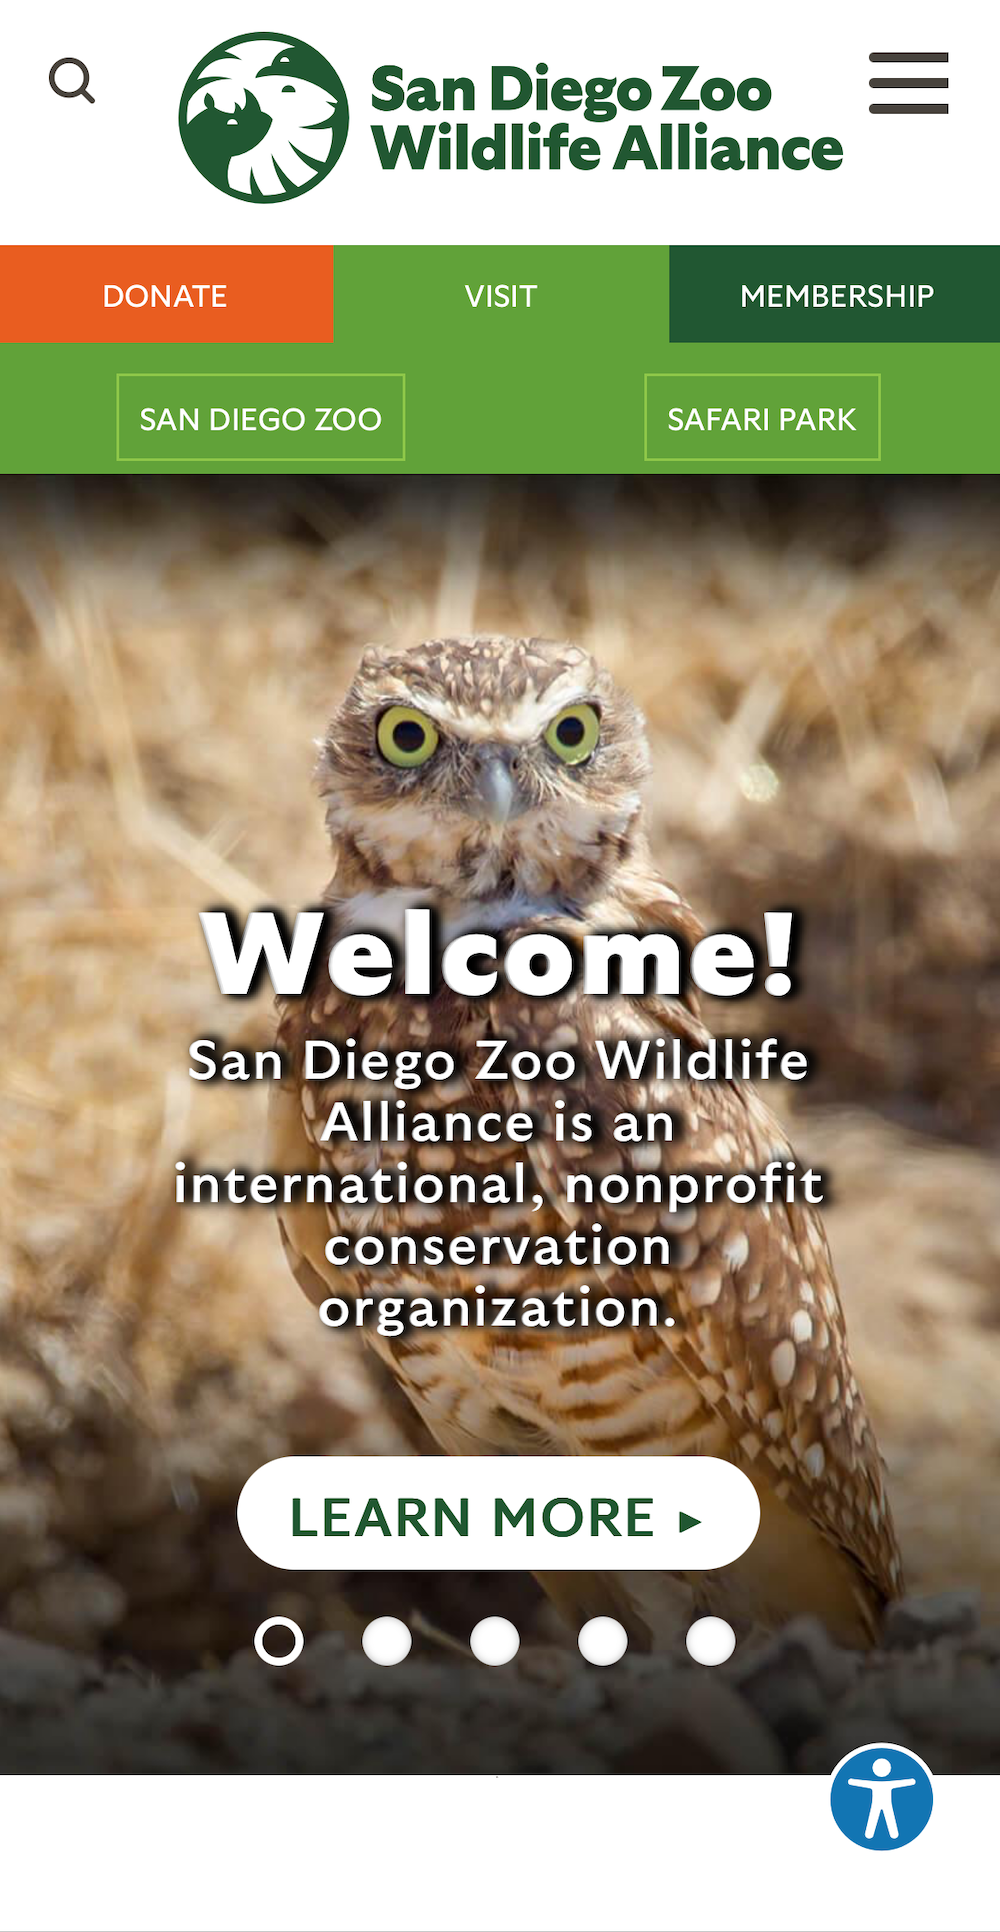 San Diego Zoo
Wildlife Alliance
DONATE
VISIT
MEMBERSHIP
SAN DIEGO ZOO
SAFARI PARK
Welcome!
San Diego Zoo Wildlife
Alliance is an
international, nonprofit
conservation
organization.
LEARN MORE ▸